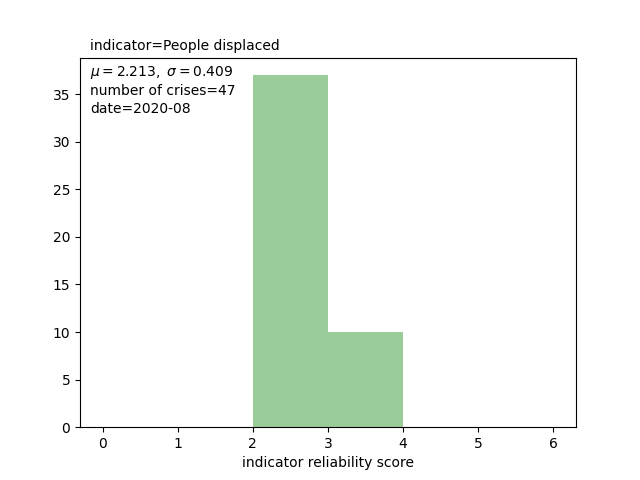 indicator=People displaced
μ = 2.213, σ = 0.409
number of crises=47
date=2020-08
35
30
25
20
15
10
5
0
0 1 2 3 4 5 6
indicator reliability score